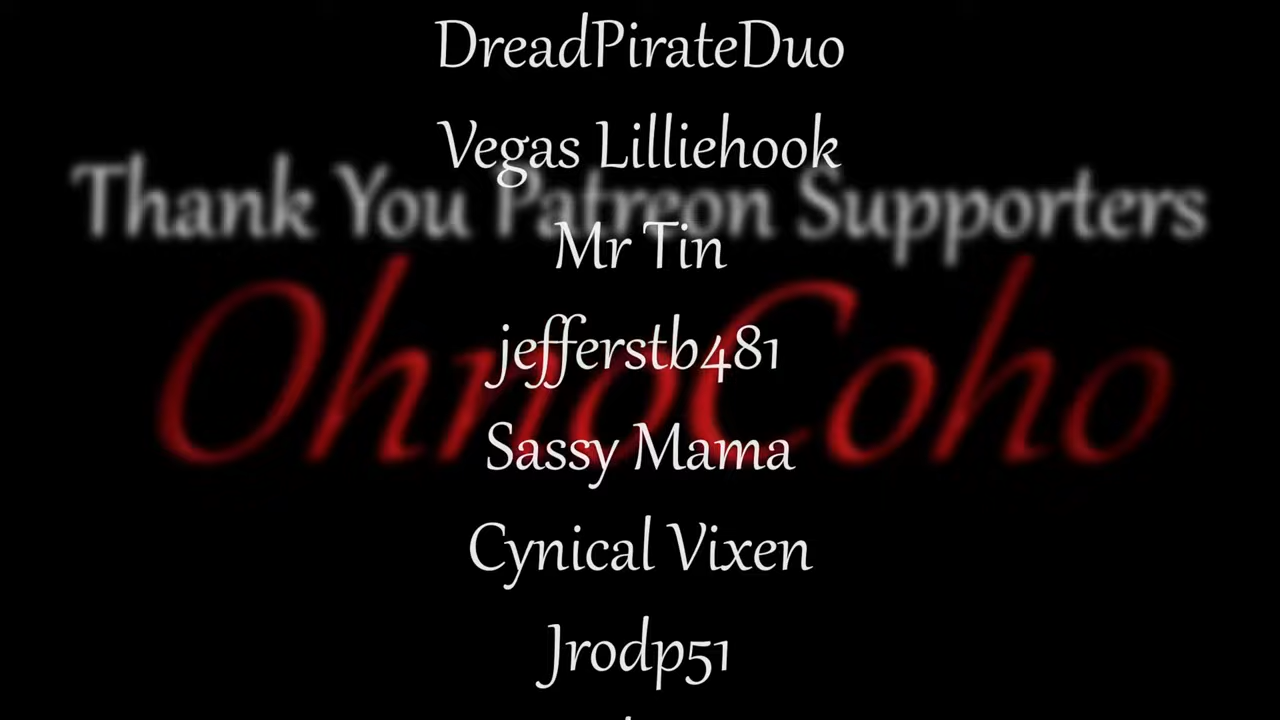 DreadPirateDuo
Vegas Lilliehook
Thank You Patreon Supporters
Mr Tin
OhnoCoho
jefferstb481
Sassy Mama
Cynical Vixen
Jrodp51